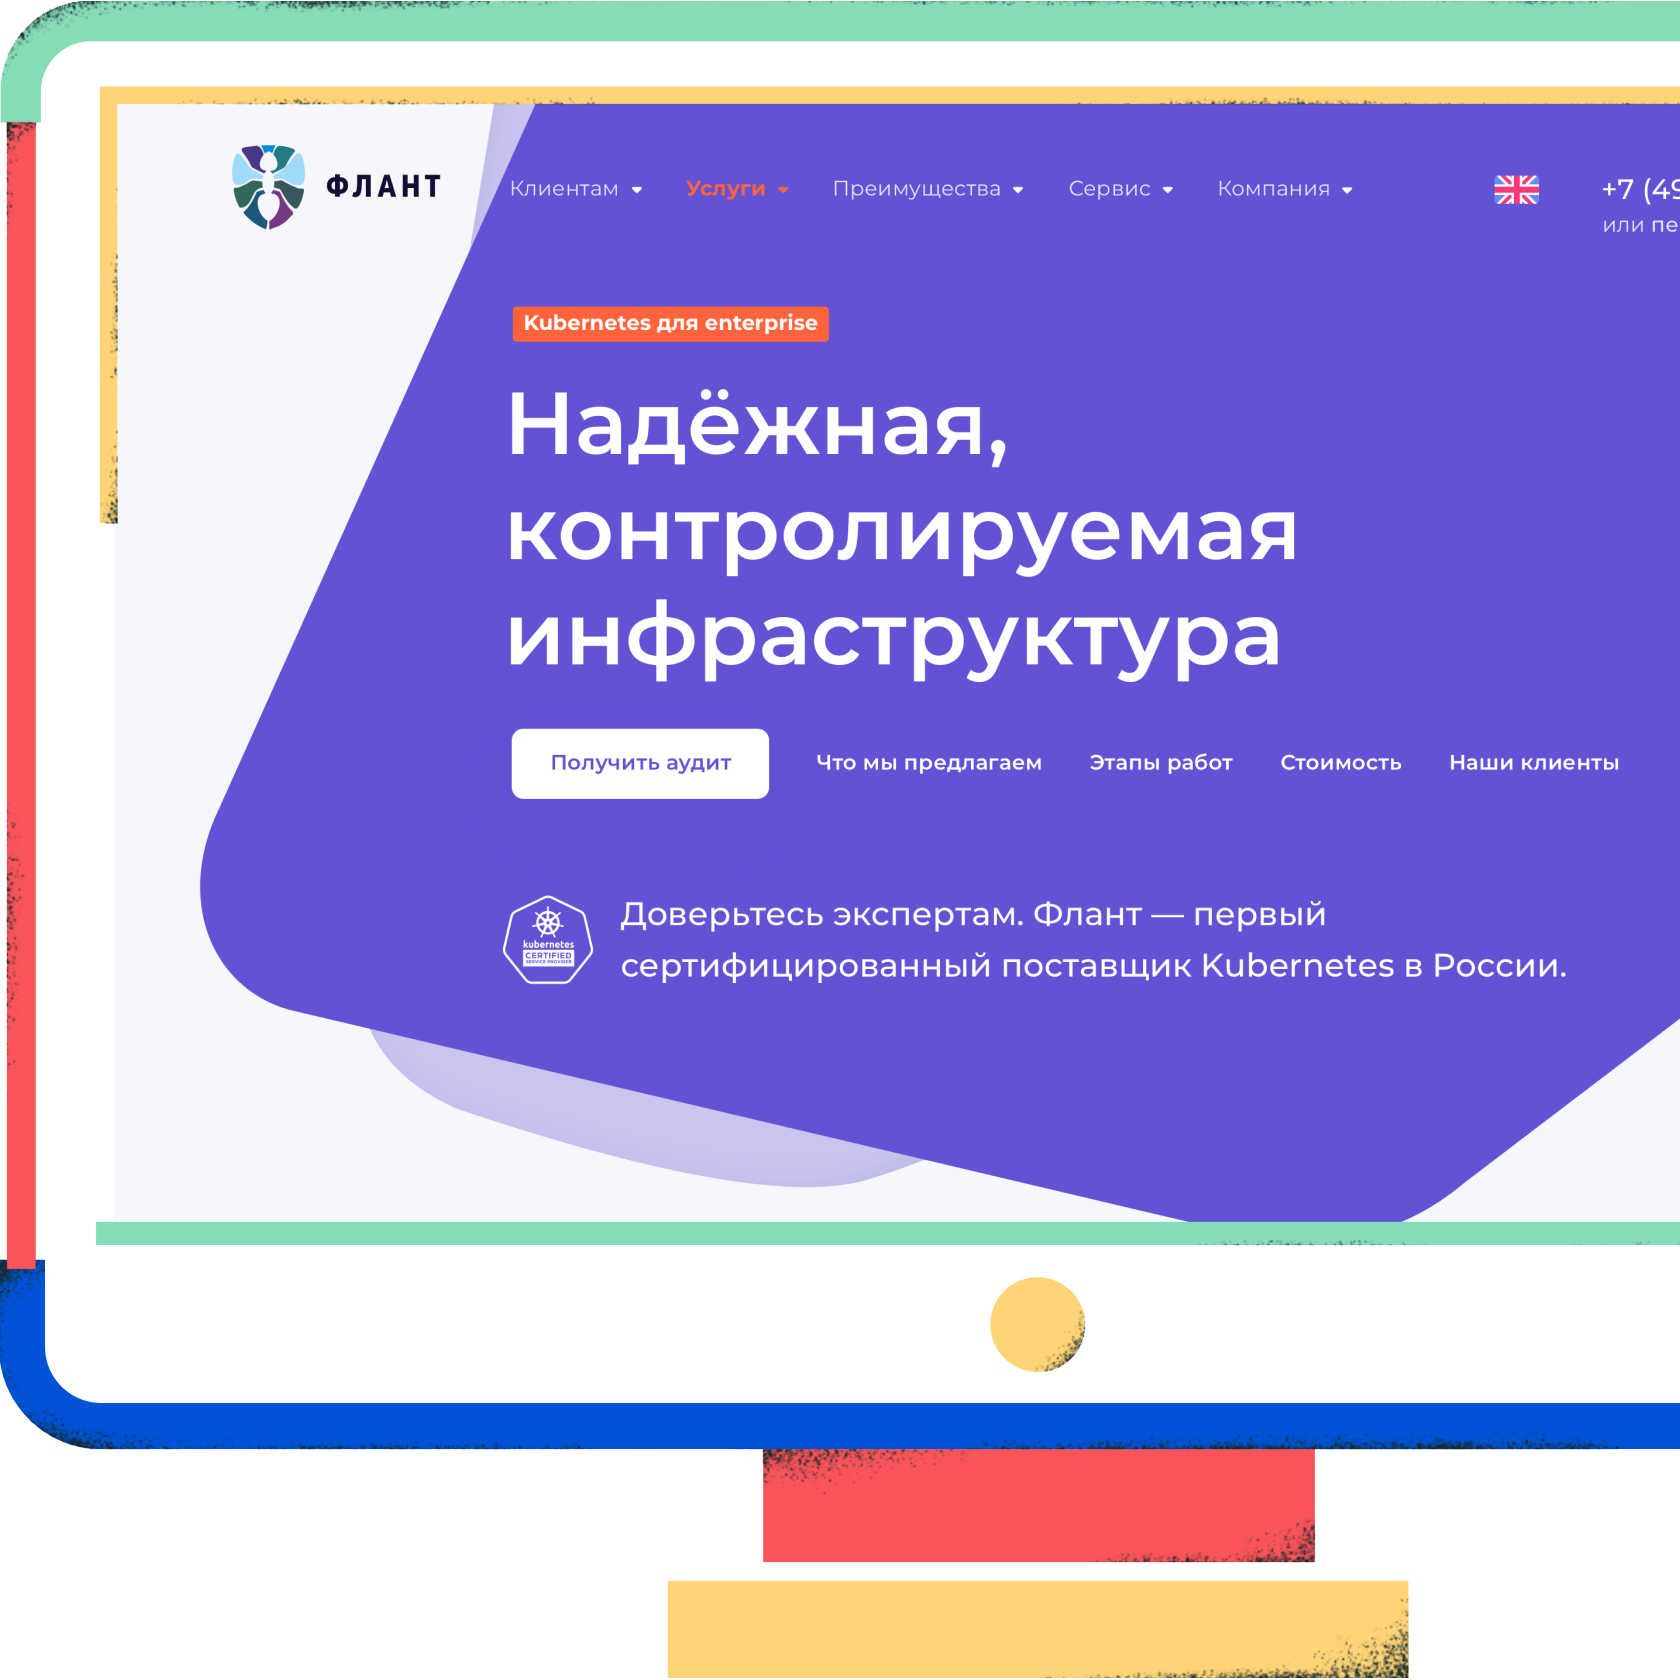 ФЛАНТ
Клиентам Услуги Преимущества Сервис Компания +7 (49
или пе
Kubernetes для enterprise
Надёжная,
контролируемая
инфраструктура
Получить аудит Что мы предлагаем Этапы работ Стоимость Наши клиенты
Доверьтесь экспертам. Флант — первый
сертифицированный поставщик Kubernetes в России.
kubernetes
CERTIFIED
SERVICE PROVIDER